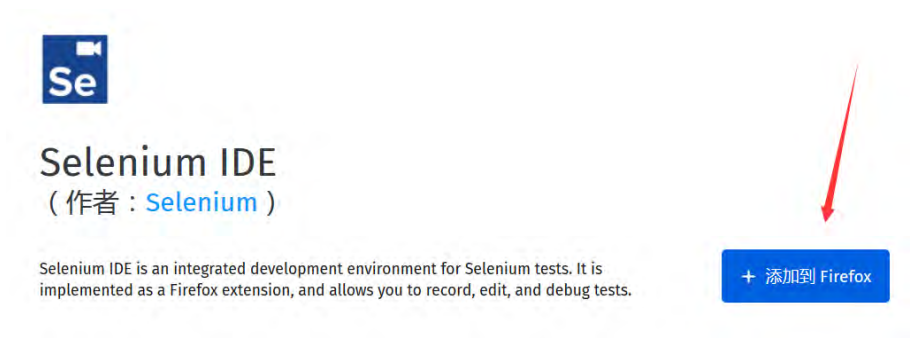 Se
Selenium IDE
（作者：Selenium）
Selenium IDE is an integrated development environment for Selenium tests. It is
implemented as a Firefox extension, and allows you to record, edit, and debug tests.
+ 添加到 Firefox